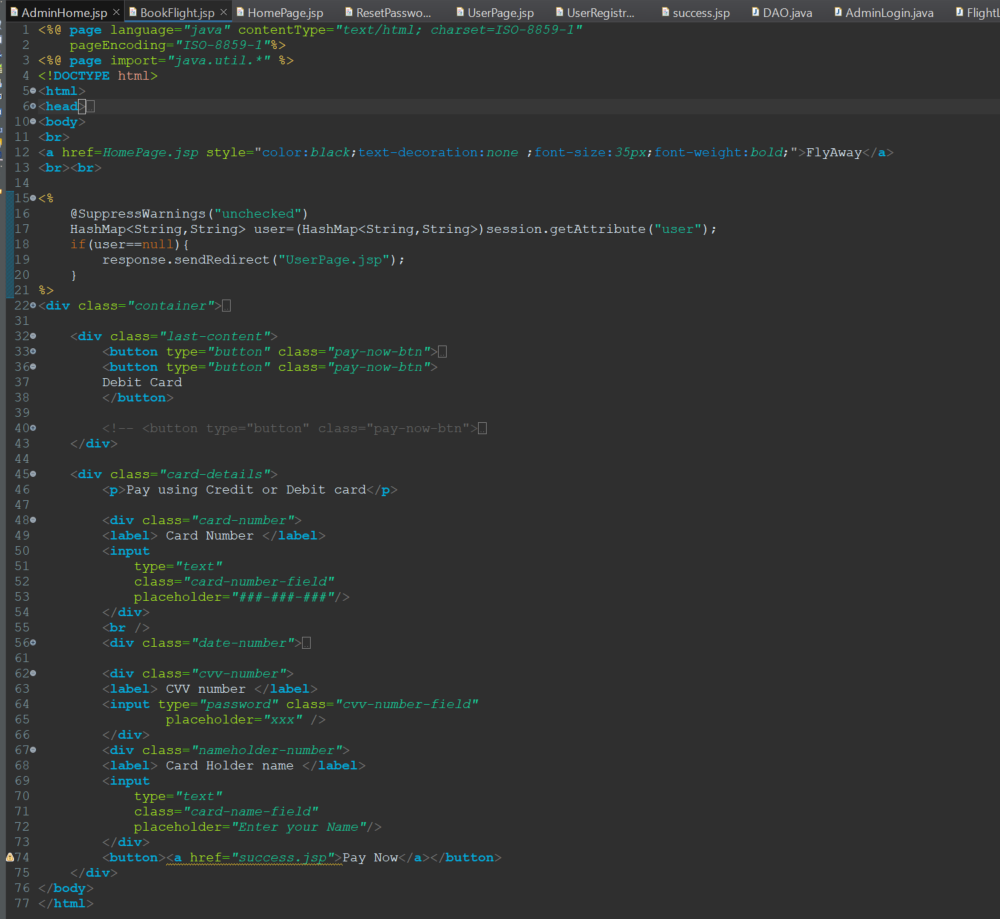 AdminHome.jsp BookFlight.jsp HomePage.jsp ResetPasswo... UserPage.jsp UserRegistr... success.jsp DAO.java AdminLogin.java FlightL
1 <%@ page language="java" contentType="text/html; charset=ISO-8859-1"
2 pageEncoding="ISO-8859-1"%>
3 <%@ page import="java.util.*" %>
4 <!DOCTYPE html>
5 <html>
6 <head>
10 <body>
11 <br>
12 <a href=HomePage.jsp style="color:black;text-decoration:none ;font-size:35px;font-weight:bold;">FlyAway</a>
13 <br><br>
14
15 <%
16 @SuppressWarnings("unchecked")
17 HashMap<String,String> user=(HashMap<String,String>)session.getAttribute("user");
18 if(user==null){
19 response.sendRedirect("UserPage.jsp");
20 }
21 %>
22 <div class="container">
31
32 <div class="last-content">
33 <button type="button" class="pay-now-btn">
36 <button type="button" class="pay-now-btn">
37 Debit Card
38 </button>
39
40 <!-- <button type="button" class="pay-now-btn">
43 </div>
44
45 <div class="card-details">
46 <p>Pay using Credit or Debit card</p>
47
48 <div class="card-number">
49 <label> Card Number </label>
50 <input
51 type="text"
52 class="card-number-field"
53 placeholder="###-###-###"/>
54 </div>
55 <br />
56 <div class="date-number">
61
62 <div class="cvv-number">
63 <label> CVV number </label>
64 <input type="password" class="cvv-number-field"
65 placeholder="xxx" />
66 </div>
67 <div class="nameholder-number">
68 <label> Card Holder name </label>
69 <input
70 type="text"
71 class="card-name-field"
72 placeholder="Enter your Name"/>
73 </div>
74 <button><a href="success.jsp">Pay Now</a></button>
75 </div>
76 </body>
77 </html>